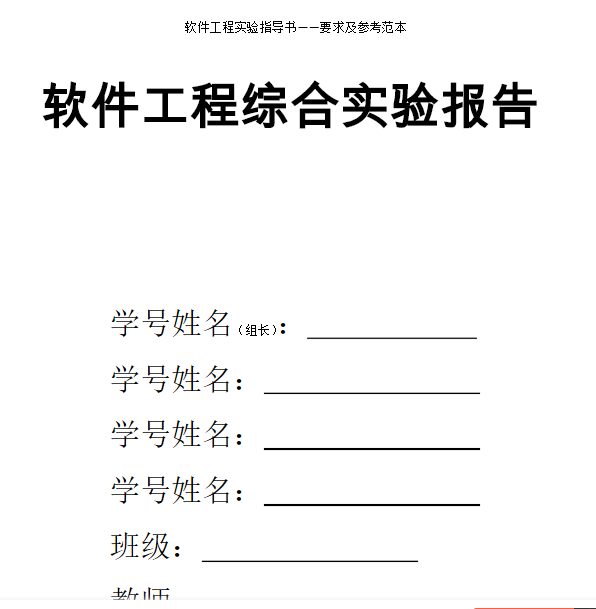 软件工程实验指导书——要求及参考范本
软件工程综合实验报告
学号姓名（组长）：
学号姓名：
学号姓名：
学号姓名：
班级：
教师